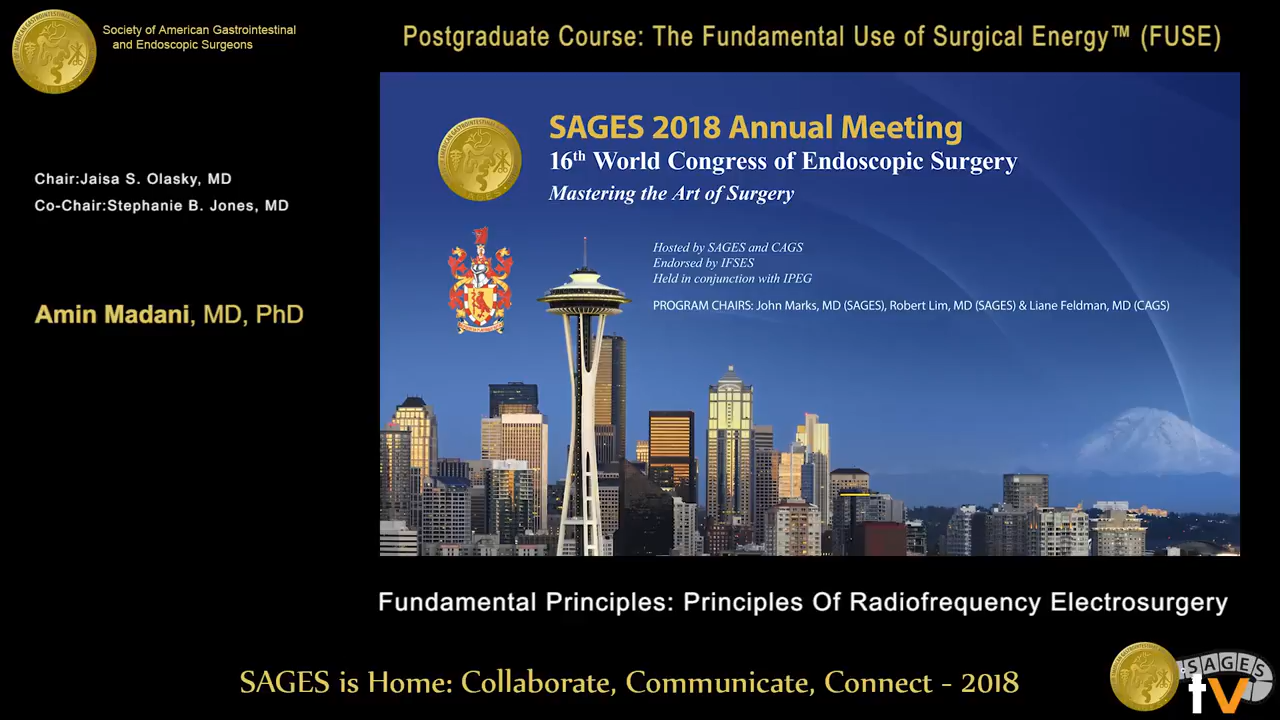 Society of American Gastrointestinal
and Endoscopic Surgeons
Postgraduate Course: The Fundamental Use of Surgical Energy™ (FUSE)
Chair:Jaisa S. Olasky, MD
Co-Chair:Stephanie B. Jones, MD
Amin Madani, MD, PhD
SAGES 2018 Annual Meeting
16th World Congress of Endoscopic Surgery
Mastering the Art of Surgery
Hosted by SAGES and CAGS
Endorsed by IFSES
Held in conjunction with IPEG
PROGRAM CHAIRS: John Marks, MD (SAGES), Robert Lim, MD (SAGES) & Liane Feldman, MD (CAGS)
Fundamental Principles: Principles Of Radiofrequency Electrosurgery
SAGES is Home: Collaborate, Communicate, Connect - 2018
SAGES
tv